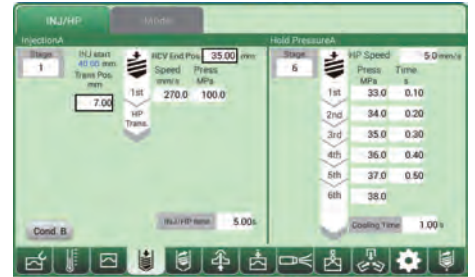 INJ/HP
Model
InjectionA
Hold PressureA
Stage
1
INJ start
40.00 mm
Trans Pos.
mm
7.00
NCV End Pos. 35.00 mm
Speed Press
mm/s MPa
1st 270.0 100.0
HP
Trans.
INJ/HP time 5.00s
Cond. B
Stage
6
HP Speed 5.0 mm/s
Press Time
MPa s
1st 33.0 0.10
2nd 34.0 0.20
3rd 35.0 0.30
4th 36.0 0.40
5th 37.0 0.50
6th 38.0
Cooling Time 1.00 s